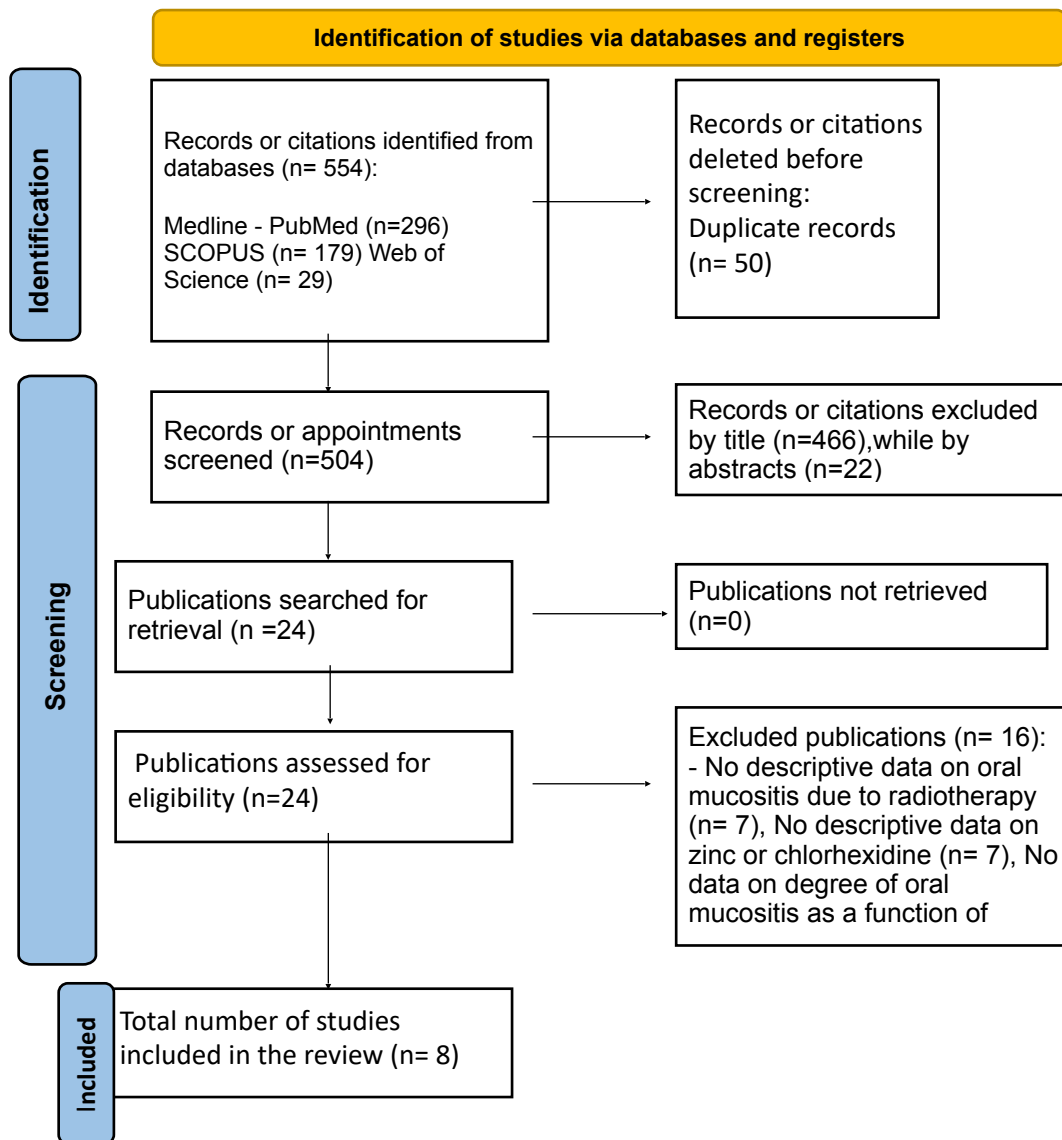 Identification of studies via databases and registers
Identification
Records or citations identified from
databases (n= 554):
Medline - PubMed (n=296)
SCOPUS (n= 179) Web of
Science (n= 29)
Records or citations
deleted before
screening:
Duplicate records
(n= 50)
Screening
Records or appointments
screened (n=504)
Records or citations excluded
by title (n=466),while by
abstracts (n=22)
Publications searched for
retrieval (n =24)
Publications not retrieved
(n=0)
Publications assessed for
eligibility (n=24)
Excluded publications (n= 16):
- No descriptive data on oral
mucositis due to radiotherapy
(n= 7), No descriptive data on
zinc or chlorhexidine (n= 7), No
data on degree of oral
mucositis as a function of
Included
Total number of studies
included in the review (n= 8)